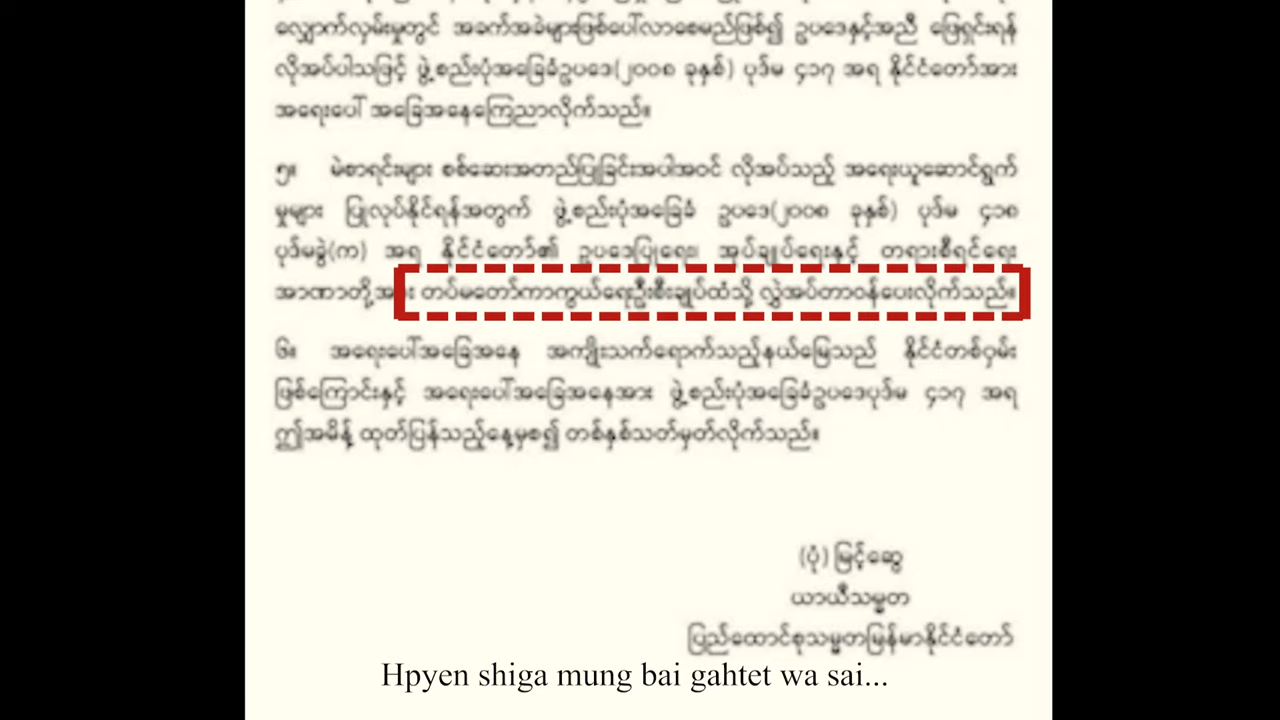 လျှောက်လှမ်းမှုတွင် အခက်အခဲများဖြစ်ပေါ်လာစေမည်ဖြစ်၍ ဥပဒေနှင့်အညီ ဖြေရှင်းရန်
လိုအပ်ပါသဖြင့် ဖွဲ့စည်းပုံအခြေခံဥပဒေ(၂၀၀၈ ခုနှစ်) ပုဒ်မ ၄၁၇ အရ နိုင်ငံတော်အား
အရေးပေါ်အခြေအနေကြေညာလိုက်သည်။
၅။ မဲစာရင်းများ စစ်ဆေးအတည်ပြုခြင်းအပါအဝင် လိုအပ်သည့် အရေးယူဆောင်ရွက်
မှုများ ပြုလုပ်နိုင်ရန်အတွက် ဖွဲ့စည်းပုံအခြေခံ ဥပဒေ(၂၀၀၈ ခုနှစ်) ပုဒ်မ ၄၁၈
ပုဒ်မခွဲ(က) အရ နိုင်ငံတော်၏ ဥပဒေပြုရေး၊ အုပ်ချုပ်ရေးနှင့် တရားစီရင်ရေး
အာဏာတို့အား တပ်မတော်ကာကွယ်ရေးဦးစီးချုပ်ထံသို့ လွှဲအပ်တာဝန်ပေးလိုက်သည်။
၆။ အရေးပေါ်အခြေအနေ အကျိုးသက်ရောက်သည့်နယ်မြေသည် နိုင်ငံတစ်ဝှမ်း
ဖြစ်ကြောင်းနှင့် အရေးပေါ်အခြေအနေအား ဖွဲ့စည်းပုံအခြေခံဥပဒေပုဒ်မ ၄၁၇ အရ
ဤအမိန့် ထုတ်ပြန်သည့်နေ့မှစ၍ တစ်နှစ်သတ်မှတ်လိုက်သည်။
(ပုံ) မြင့်ဆွေ
ယာယီသမ္မတ
ပြည်ထောင်စုသမ္မတမြန်မာနိုင်ငံတော်
Hpyen shiga mung bai gahtet wa sai...